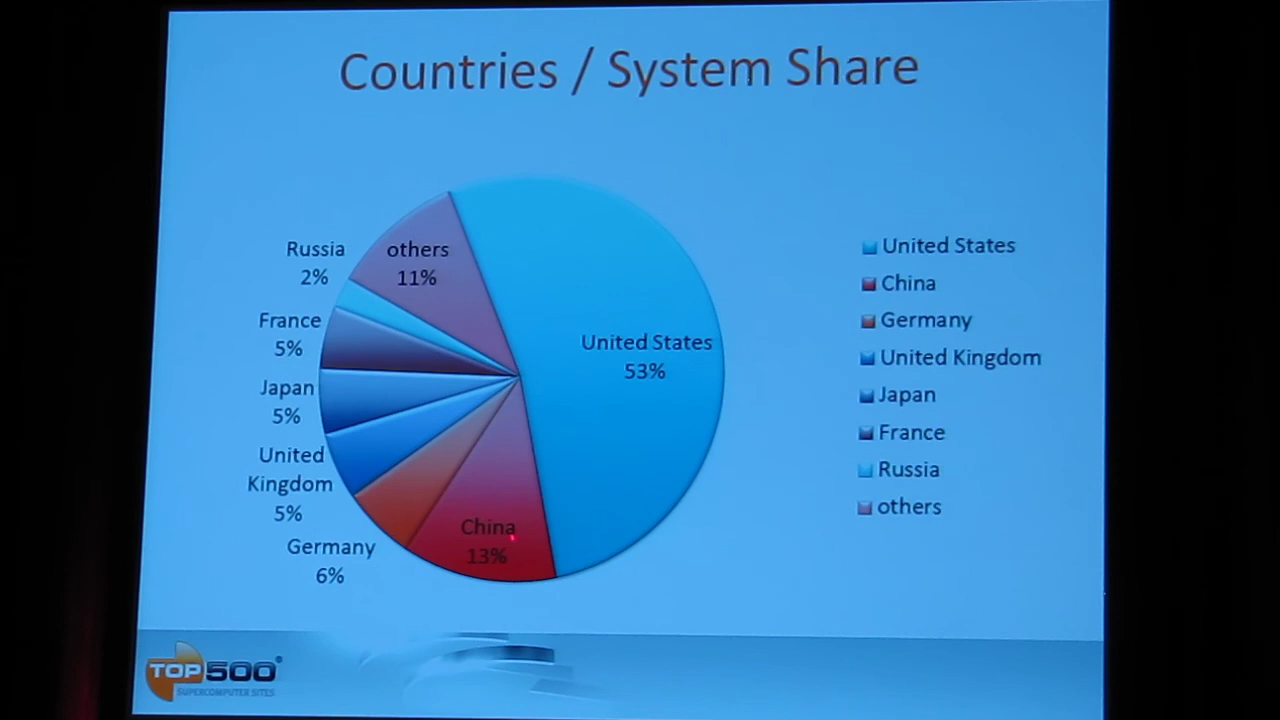 Countries / System Share
Russia
2%
others
11%
France
5%
Japan
5%
United
Kingdom
5%
Germany
6%
China
13%
United States
53%
United States
China
Germany
United Kingdom
Japan
France
Russia
others
TOP500®
SUPERCOMPUTER SITES